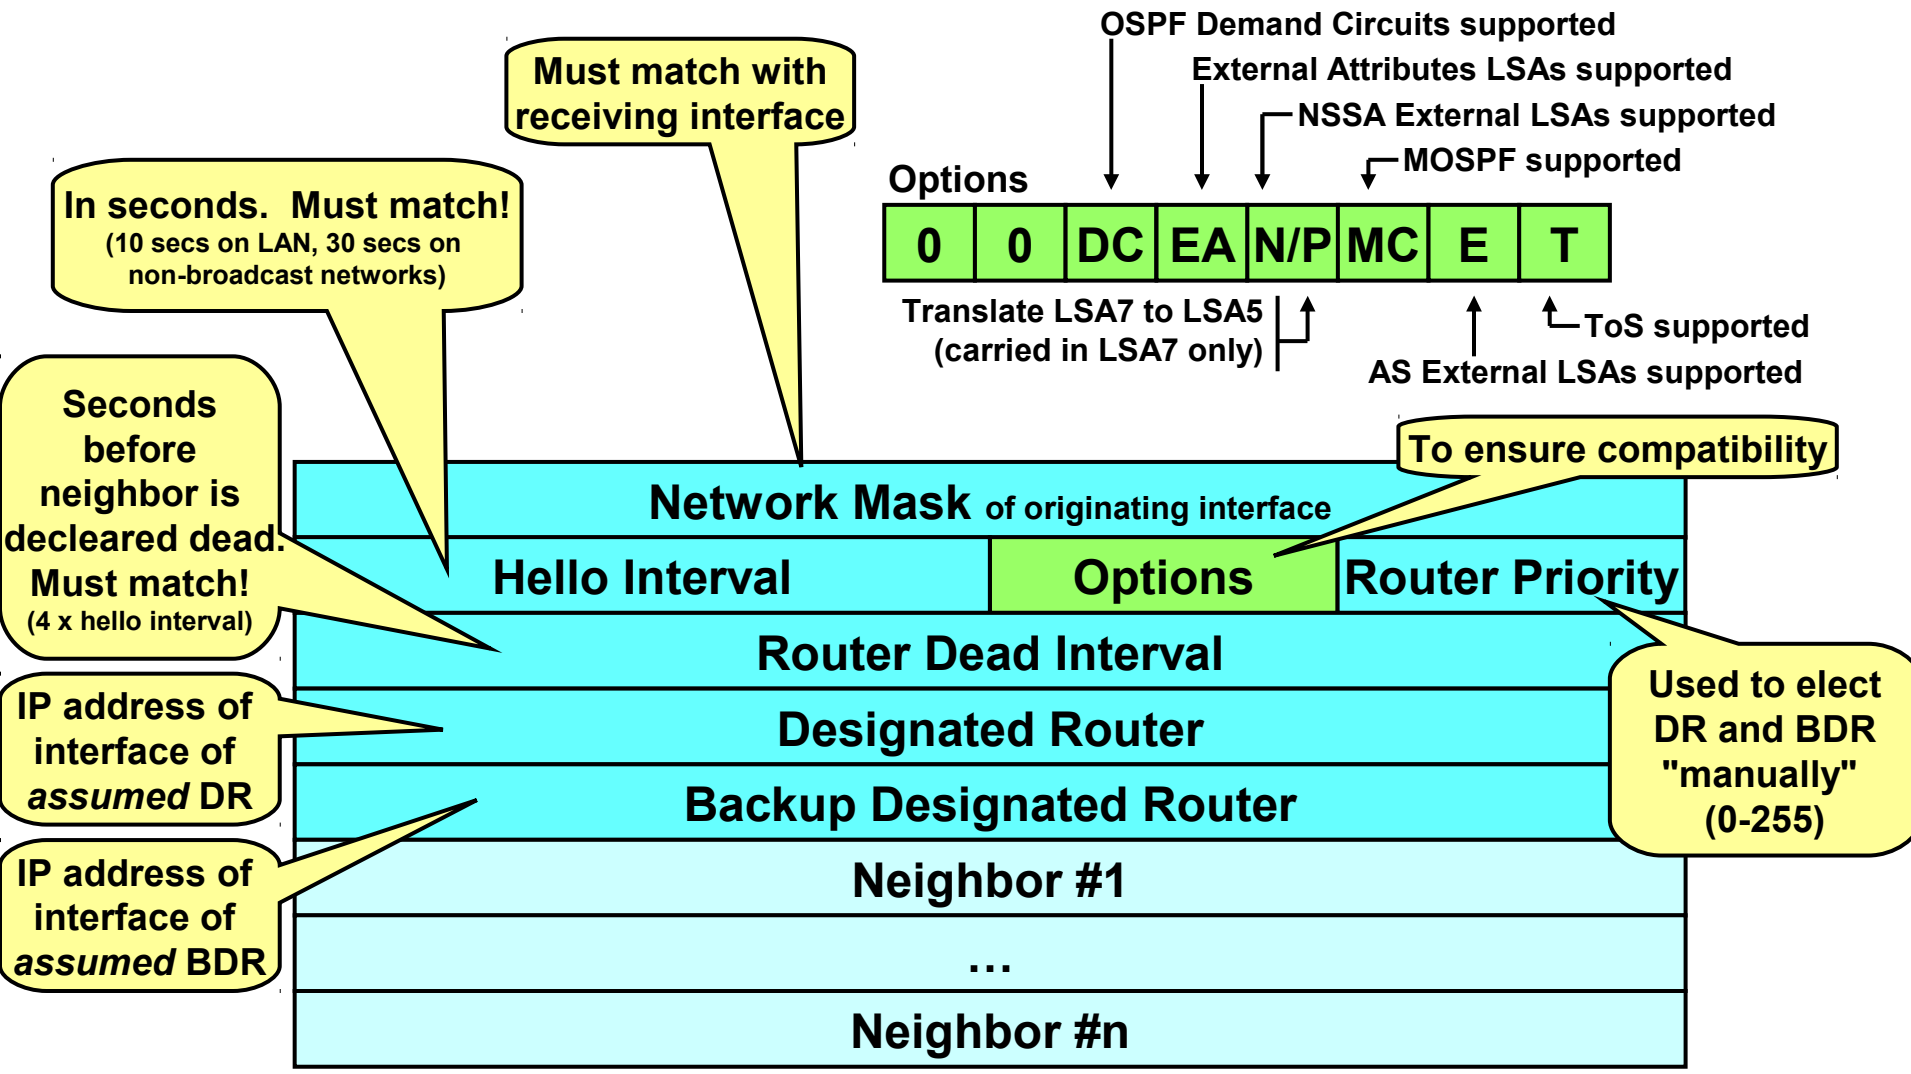 OSPF Demand Circuits supported
External Attributes LSAs supported
NSSA External LSAs supported
MOSPF supported
Options
0 0 DC EA N/P MC E T
Translate LSA7 to LSA5
(carried in LSA7 only)
ToS supported
AS External LSAs supported
Must match with
receiving interface
In seconds. Must match!
(10 secs on LAN, 30 secs on
non-broadcast networks)
Seconds
before
neighbor is
decleared dead.
Must match!
(4 x hello interval)
To ensure compatibility
Network Mask of originating interface
Hello Interval Options Router Priority
Router Dead Interval
Designated Router
Backup Designated Router
Neighbor #1
...
Neighbor #n
IP address of
interface of
assumed DR
IP address of
interface of
assumed BDR
Used to elect
DR and BDR
"manually"
(0-255)